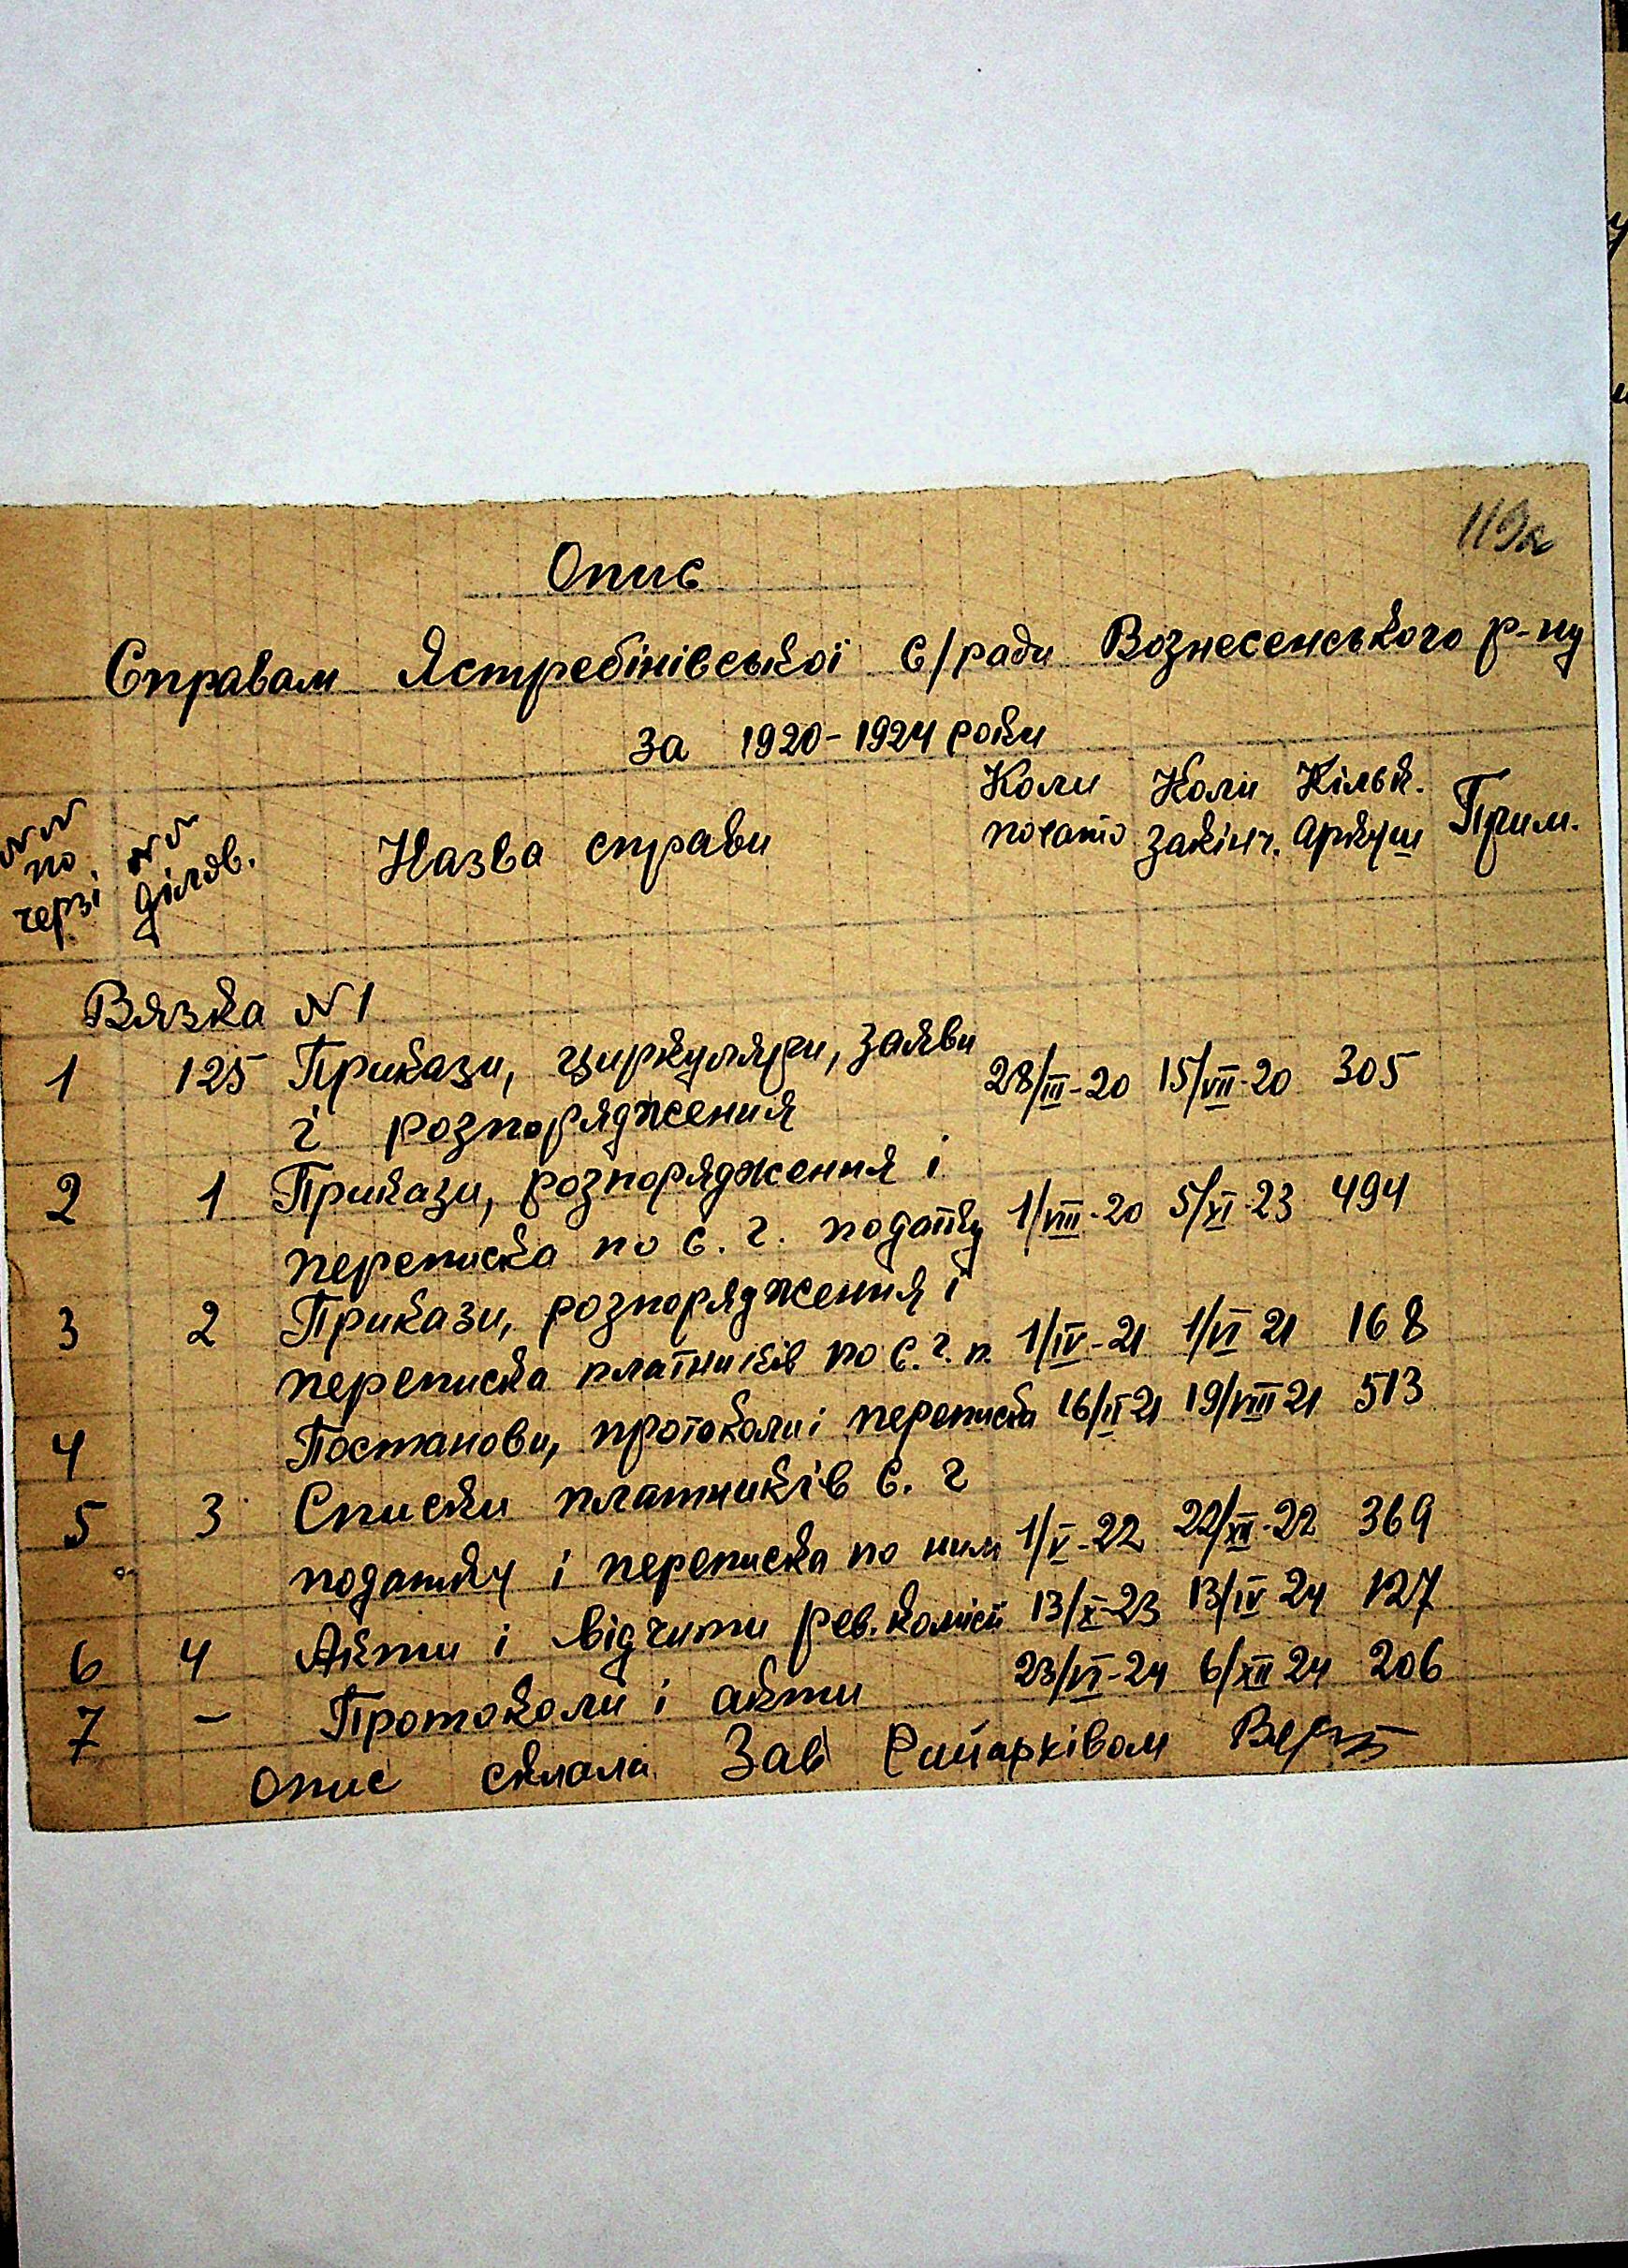 119а
Опис
Справам Ястребінівської с/ради Вознесенського р-ну
за 1920-1924 роки
№№ по черзі
№№ ділов.
Назва справи
Коли почато
Коли закінч.
Кільк. аркуш
Прим.
Вязка №1
1 125 Прикази, циркуляри, заяви 28/III-20 15/VII-20 305
і розпорядження
2 1 Прикази, розпорядження і
переписка по с. г. податку 1/VIII-20 5/XI-23 494
3 2 Прикази, розпорядження і
переписка платників по с. г. п. 1/IV-21 1/VI 21 168
4 Постанови, протоколи і переписка 16/II 21 19/VIII 21 513
5 3 Списки платників с. г
податку і переписка по ним 1/V-22 22/XII-22 369
6 4 Акти і відчити рев. комісії 13/X-23 13/IV 24 127
7 - Протоколи і акти 23/VI-24 6/XII 24 206
Опис склала Зав Райархівом